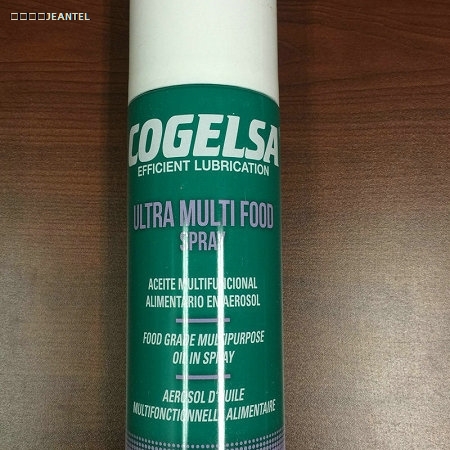 JEANTEL
COGELSA
EFFICIENT LUBRICATION
ULTRA MULTI FOOD
SPRAY
ACEITE MULTIFUNCIONAL
ALIMENTARIO EN AEROSOL
FOOD GRADE MULTIPURPOSE
OIL IN SPRAY
AEROSOL D'HUILE
MULTIFONCTIONNELLE ALIMENTAIRE